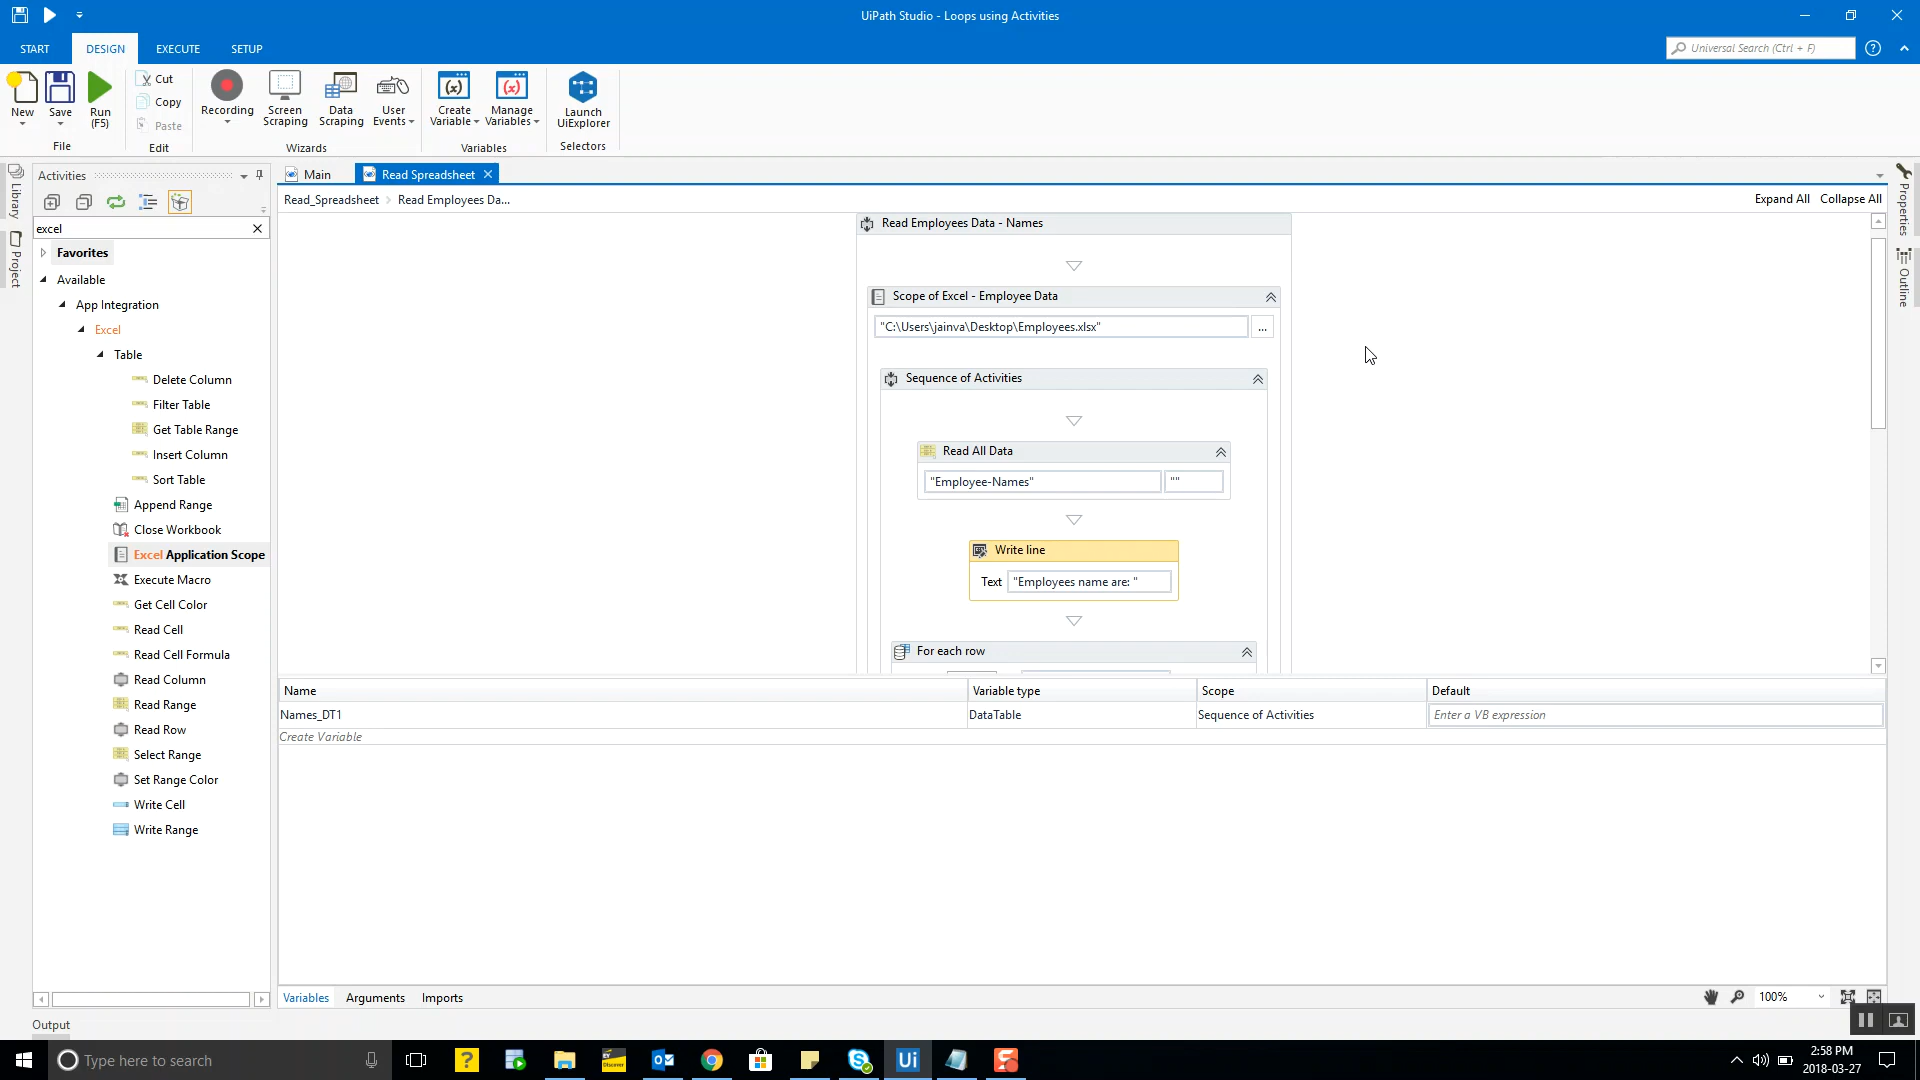 UiPath Studio - Loops using Activities
START
DESIGN
EXECUTE
SETUP
Universal Search (Ctrl + F)
New
Save
Run
(F5)
Cut
Copy
Paste
Recording
Screen
Scraping
Data
Scraping
User
Events
Create
Variable
Manage
Variables
Launch
UiExplorer
File
Edit
Wizards
Variables
Selectors
Library
Project
Activities
excel
Favorites
Available
App Integration
Excel
Table
Delete Column
Filter Table
Get Table Range
Insert Column
Sort Table
Append Range
Close Workbook
Excel Application Scope
Execute Macro
Get Cell Color
Read Cell
Read Cell Formula
Read Column
Read Range
Read Row
Select Range
Set Range Color
Write Cell
Write Range
Main
Read Spreadsheet
Read_Spreadsheet
Read Employees Da...
Expand All
Collapse All
Properties
Outline
Read Employees Data - Names
Scope of Excel - Employee Data
"C:\Users\jainva\Desktop\Employees.xlsx"
...
Sequence of Activities
Read All Data
"Employee-Names"
""
Write line
Text
"Employees name are: "
For each row
Name
Variable type
Scope
Default
Names_DT1
DataTable
Sequence of Activities
Enter a VB expression
Create Variable
Variables
Arguments
Imports
100%
Output
Type here to search
?
EY
Discover
Ui
2:58 PM
2018-03-27